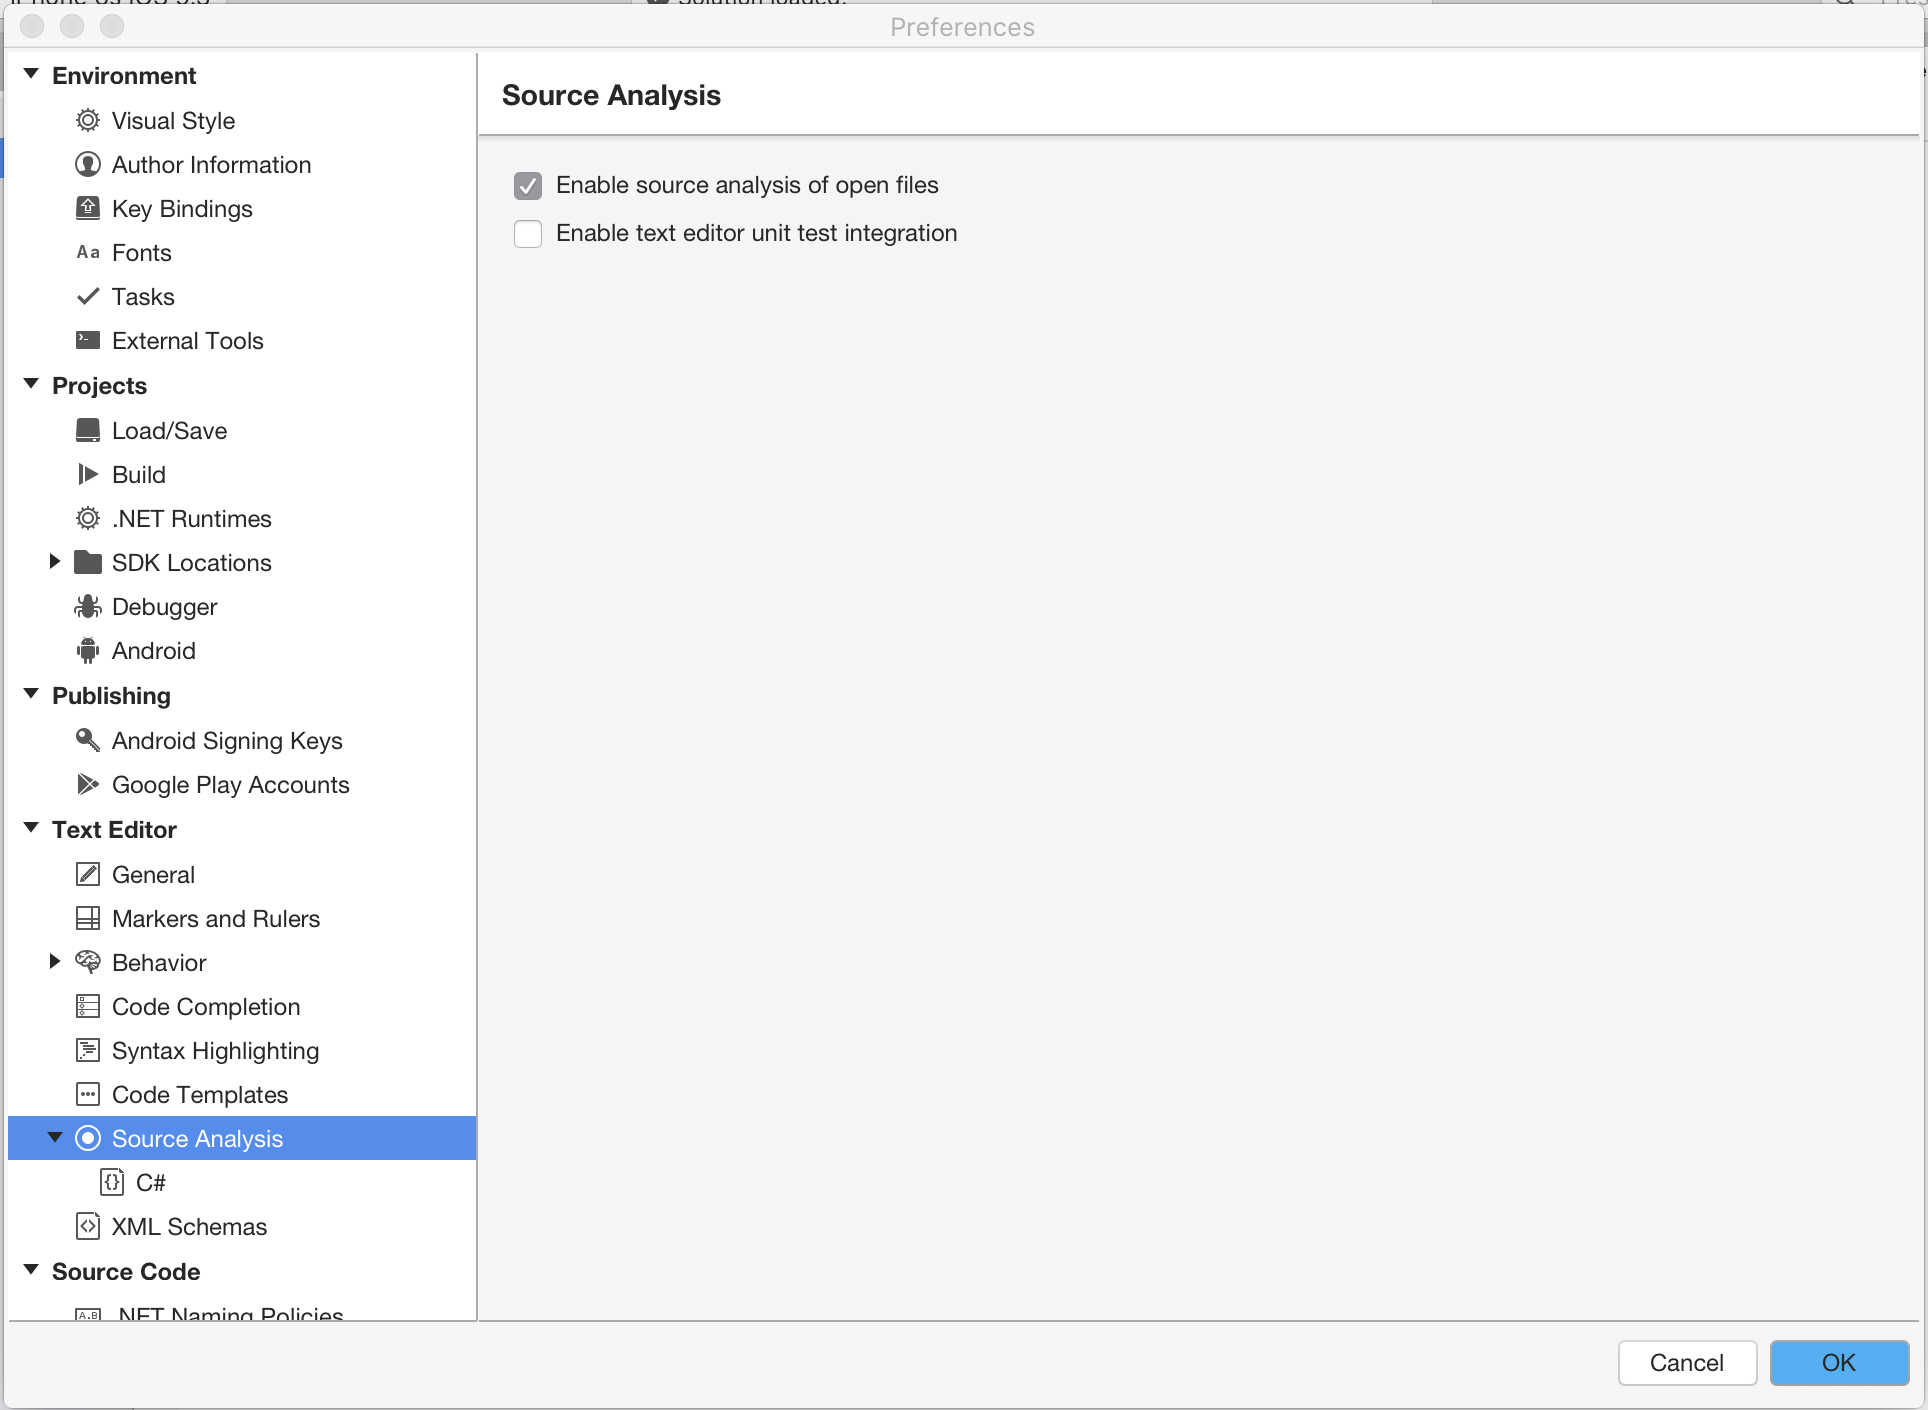 Solution loaded.
Preferences
Environment
Visual Style
Author Information
Key Bindings
Aa Fonts
Tasks
External Tools
Projects
Load/Save
Build
.NET Runtimes
SDK Locations
Debugger
Android
Publishing
Android Signing Keys
Google Play Accounts
Text Editor
General
Markers and Rulers
Behavior
Code Completion
Syntax Highlighting
Code Templates
Source Analysis
C#
XML Schemas
Source Code
.NET Naming Policies
Source Analysis
Enable source analysis of open files
Enable text editor unit test integration
Cancel
OK